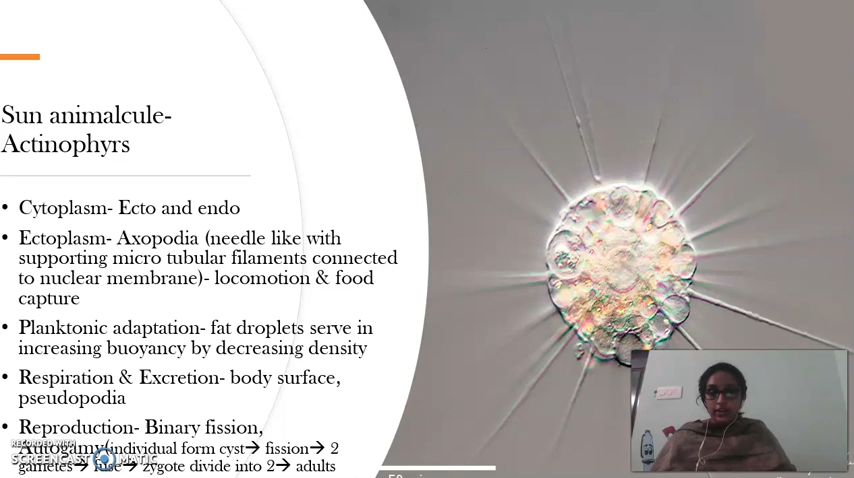 Sun animalcule-
Actinophyrs
• Cytoplasm- Ecto and endo
• Ectoplasm- Axopodia (needle like with
supporting micro tubular filaments connected
to nuclear membrane)- locomotion & food
capture
• Planktonic adaptation- fat droplets serve in
increasing buoyancy by decreasing density
• Respiration & Excretion- body surface,
pseudopodia
• Reproduction- Binary fission,
Autogamy(individual form cyst→ fission→ 2
gametes→ fuse→ zygote divide into 2→ adults
RECORDED WITH
SCREENCAST MATIC